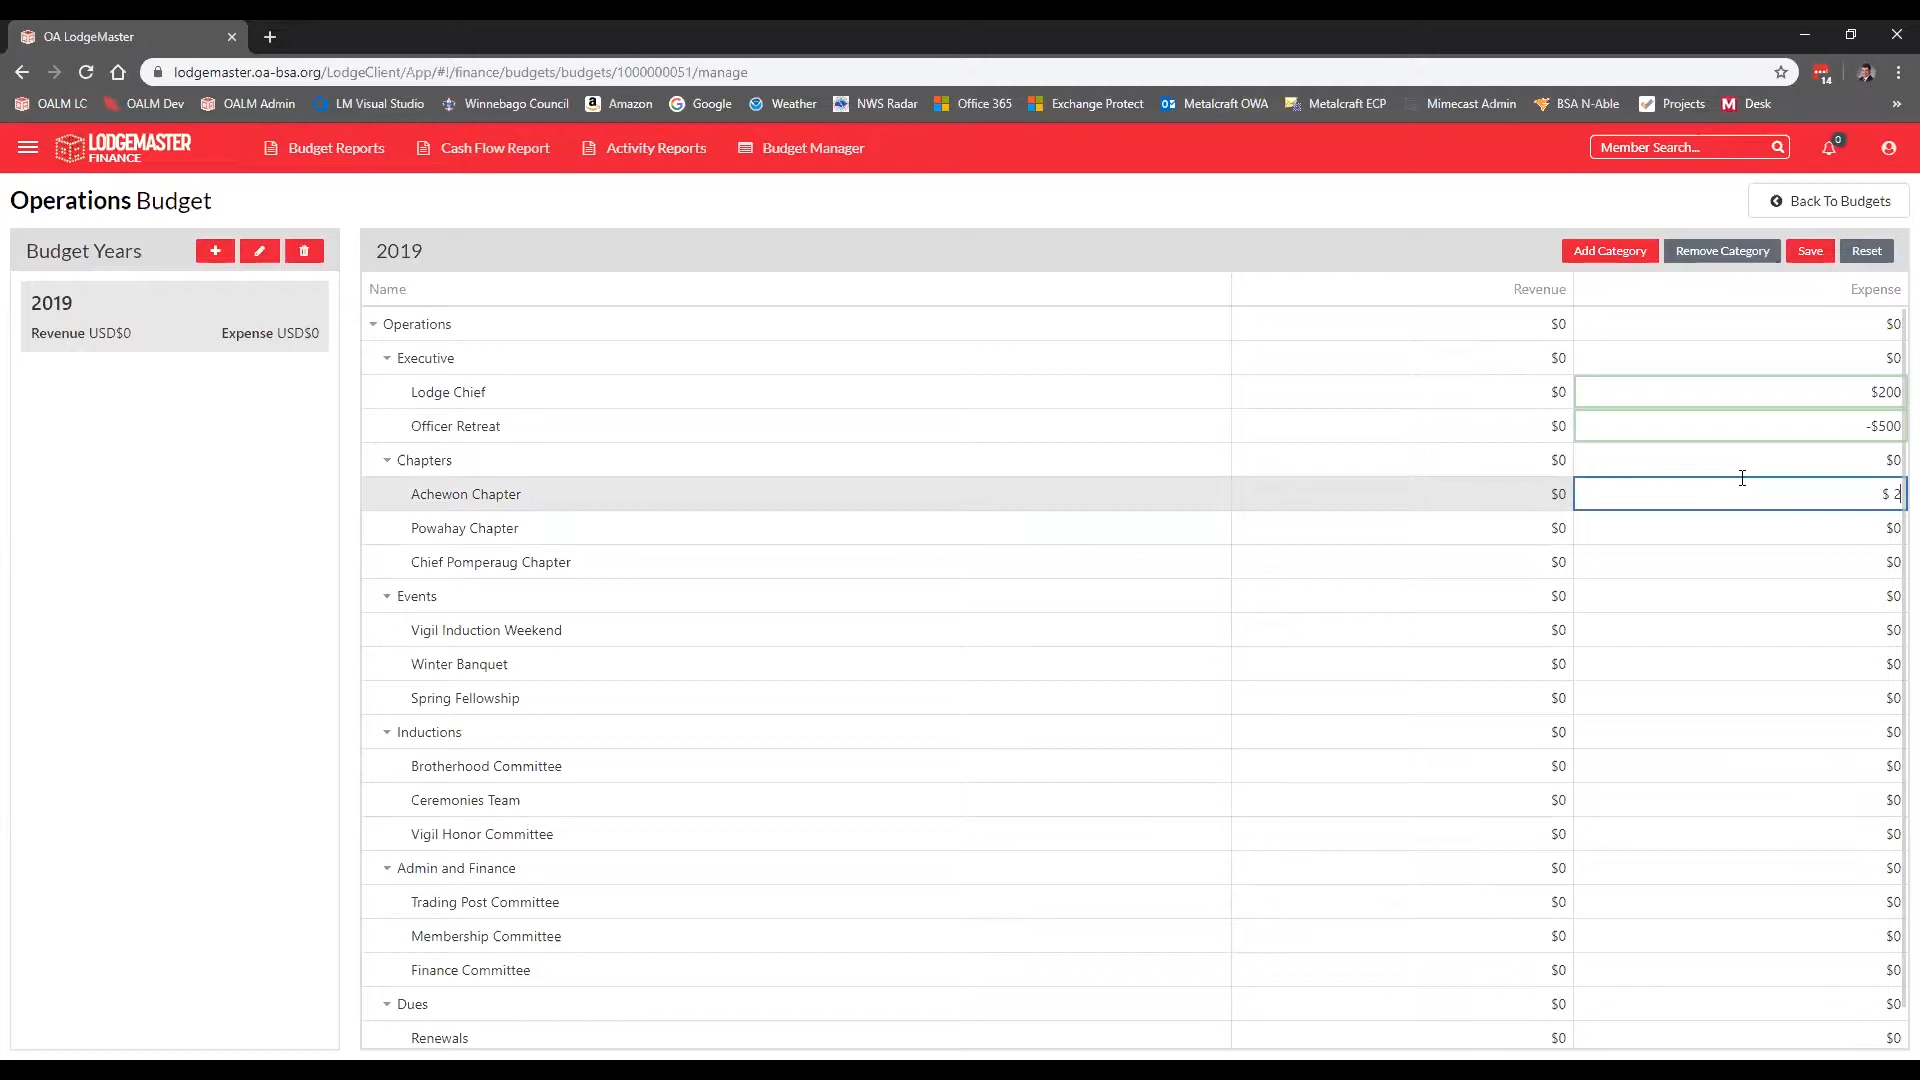 OA LodgeMaster
lodgemaster.oa-bsa.org/LodgeClient/App/#!/finance/budgets/budgets/1000000051/manage
14
OALM LC OALM Dev OALM Admin LM Visual Studio Winnebago Council Amazon Google Weather NWS Radar Office 365 Exchange Protect Metalcraft OWA Metalcraft ECP Mimecast Admin BSA N-Able Projects Desk »
LODGEMASTER
FINANCE
Budget Reports Cash Flow Report Activity Reports Budget Manager Member Search... 0
Operations Budget Back To Budgets
Budget Years 2019 Add Category Remove Category Save Reset
2019
Revenue USD$0 Expense USD$0
Name Revenue Expense
Operations $0 $0
Executive $0 $0
Lodge Chief $0 $200
Officer Retreat $0 -$500
Chapters $0 $0
Achewon Chapter $0 $ 2
Powahay Chapter $0 $0
Chief Pomperaug Chapter $0 $0
Events $0 $0
Vigil Induction Weekend $0 $0
Winter Banquet $0 $0
Spring Fellowship $0 $0
Inductions $0 $0
Brotherhood Committee $0 $0
Ceremonies Team $0 $0
Vigil Honor Committee $0 $0
Admin and Finance $0 $0
Trading Post Committee $0 $0
Membership Committee $0 $0
Finance Committee $0 $0
Dues $0 $0
Renewals $0 $0